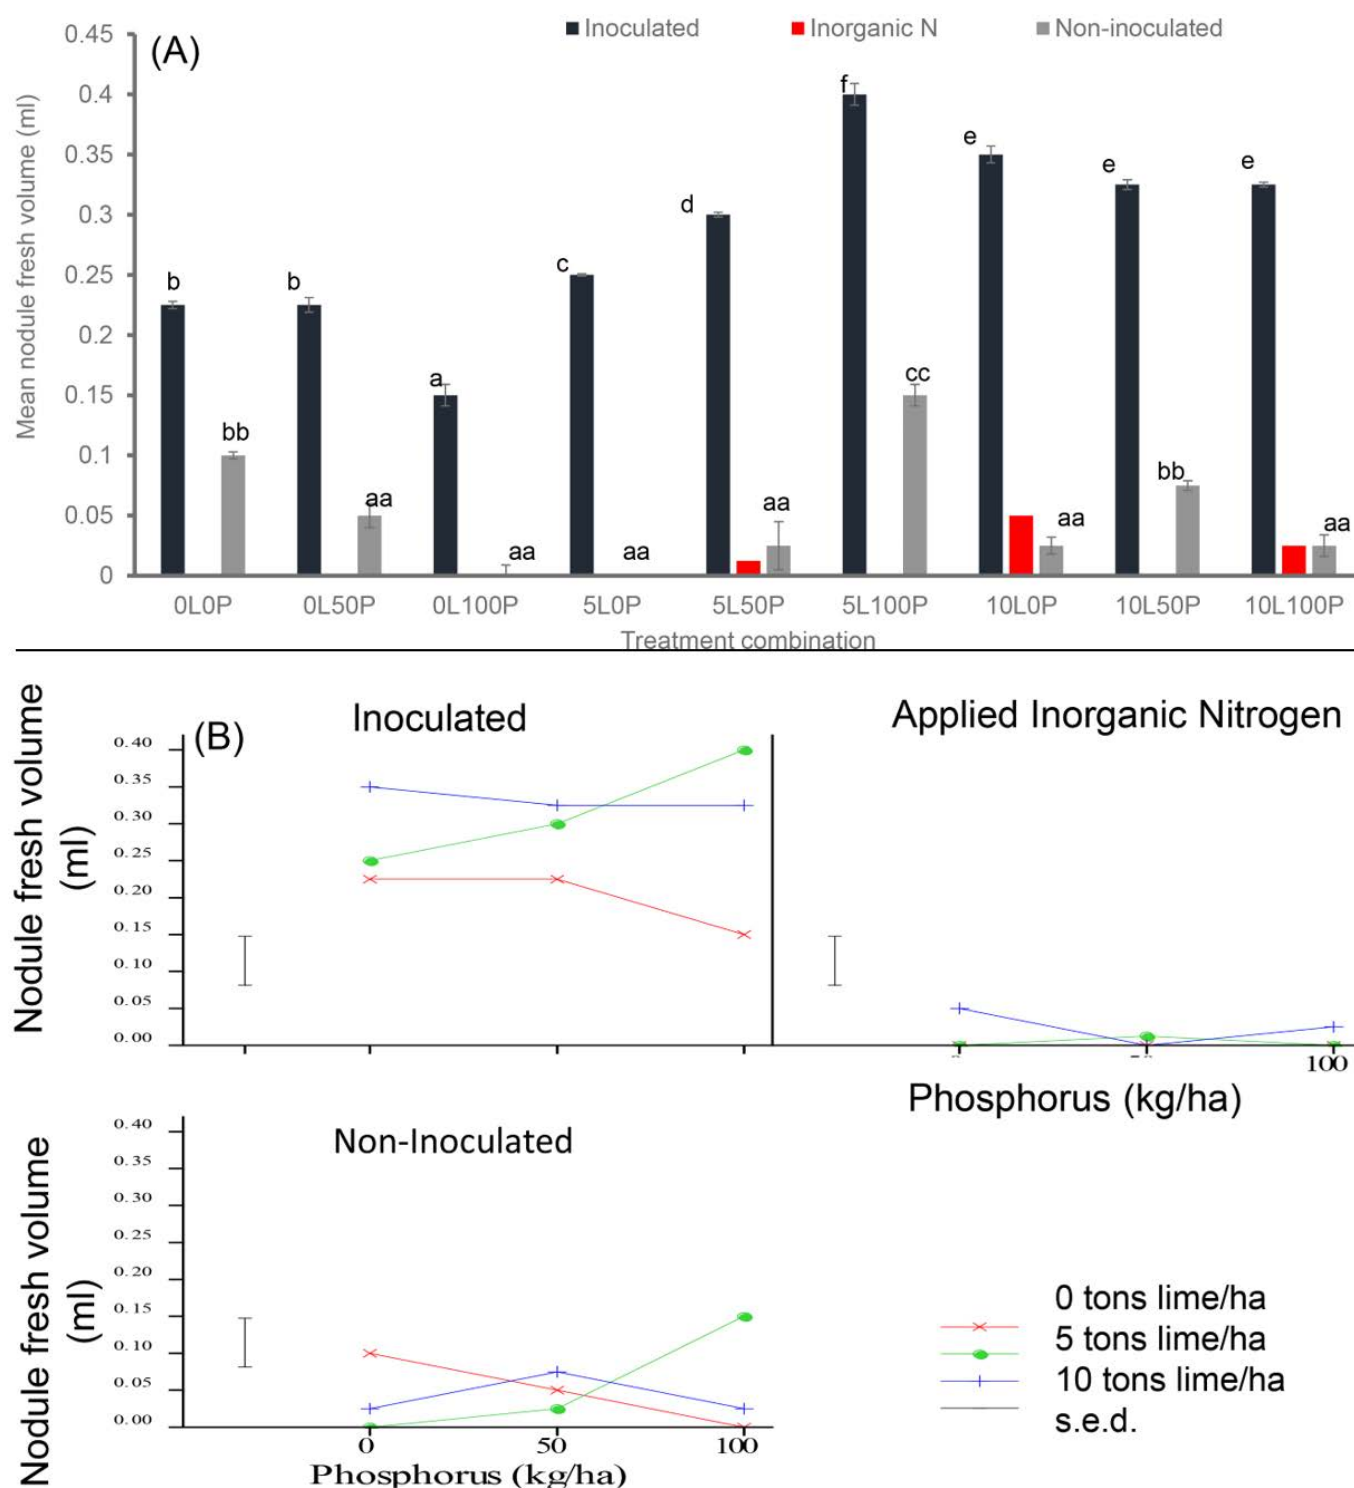 (A)
Inoculated
Inorganic N
Non-inoculated
Mean nodule fresh volume (ml)
0.45
0.4
0.35
0.3
0.25
0.2
0.15
0.1
0.05
0
b
b
a
c
d
f
e
e
e
bb
aa
aa
aa
aa
cc
aa
bb
aa
0L0P
0L50P
0L100P
5L0P
5L50P
5L100P
10L0P
10L50P
10L100P
Treatment combination
(B)
Inoculated
Applied Inorganic Nitrogen
Nodule fresh volume
(ml)
0.40
0.35
0.30
0.25
0.20
0.15
0.10
0.05
0.00
100
Phosphorus (kg/ha)
Non-Inoculated
Nodule fresh volume
(ml)
0.40
0.35
0.30
0.25
0.20
0.15
0.10
0.05
0.00
0
50
100
Phosphorus (kg/ha)
0 tons lime/ha
5 tons lime/ha
10 tons lime/ha
s.e.d.